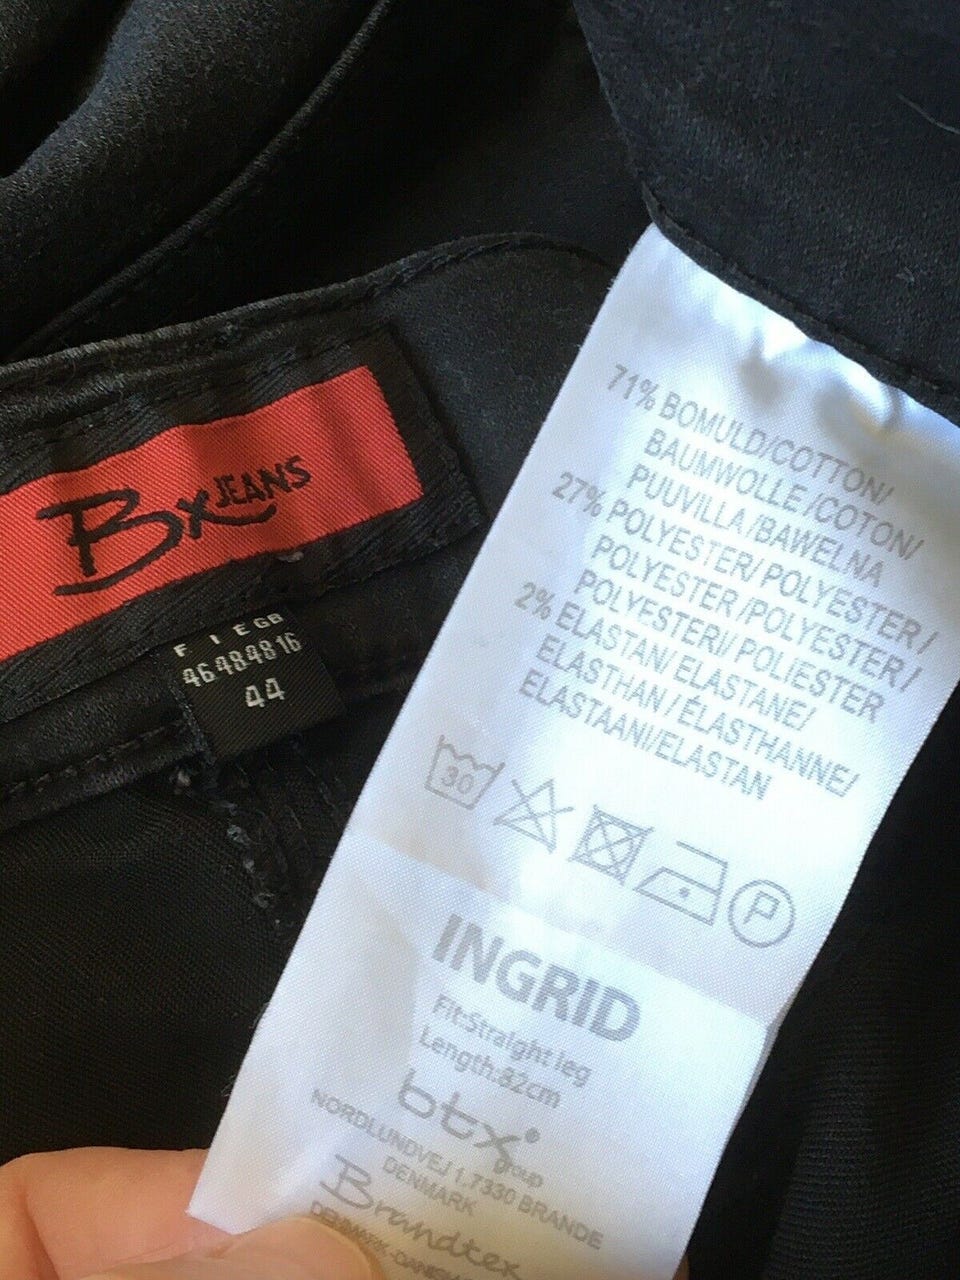 Bx JEANS
F I E GB
46 48 48 16
44
71% BOMULD/COTTON/
BAUMWOLLE /COTON/
PUUVILLA /BAWELNA
27% POLYESTER/ POLYESTER /
POLYESTER /POLYESTER /
POLYESTERI/ POLIESTER
2% ELASTAN/ ELASTANE/
ELASTHAN / ÉLASTHANNE/
ELASTAANI/ELASTAN
30
P
INGRID
Fit:Straight leg
Length:82cm
btx®
group
NORDLUNDVEJ 1,7330 BRANDE
DENMARK
Brandtex
DENMARK-